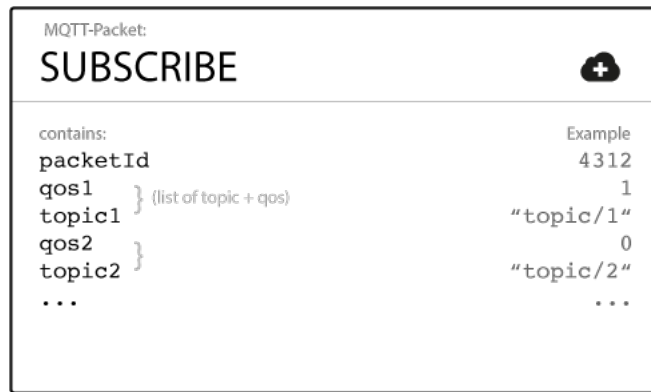 MQTT-Packet:
SUBSCRIBE
contains: Example
packetId 4312
qos1 1
(list of topic + qos)
topic1 “topic/1“
qos2 0
topic2 “topic/2“
... ...